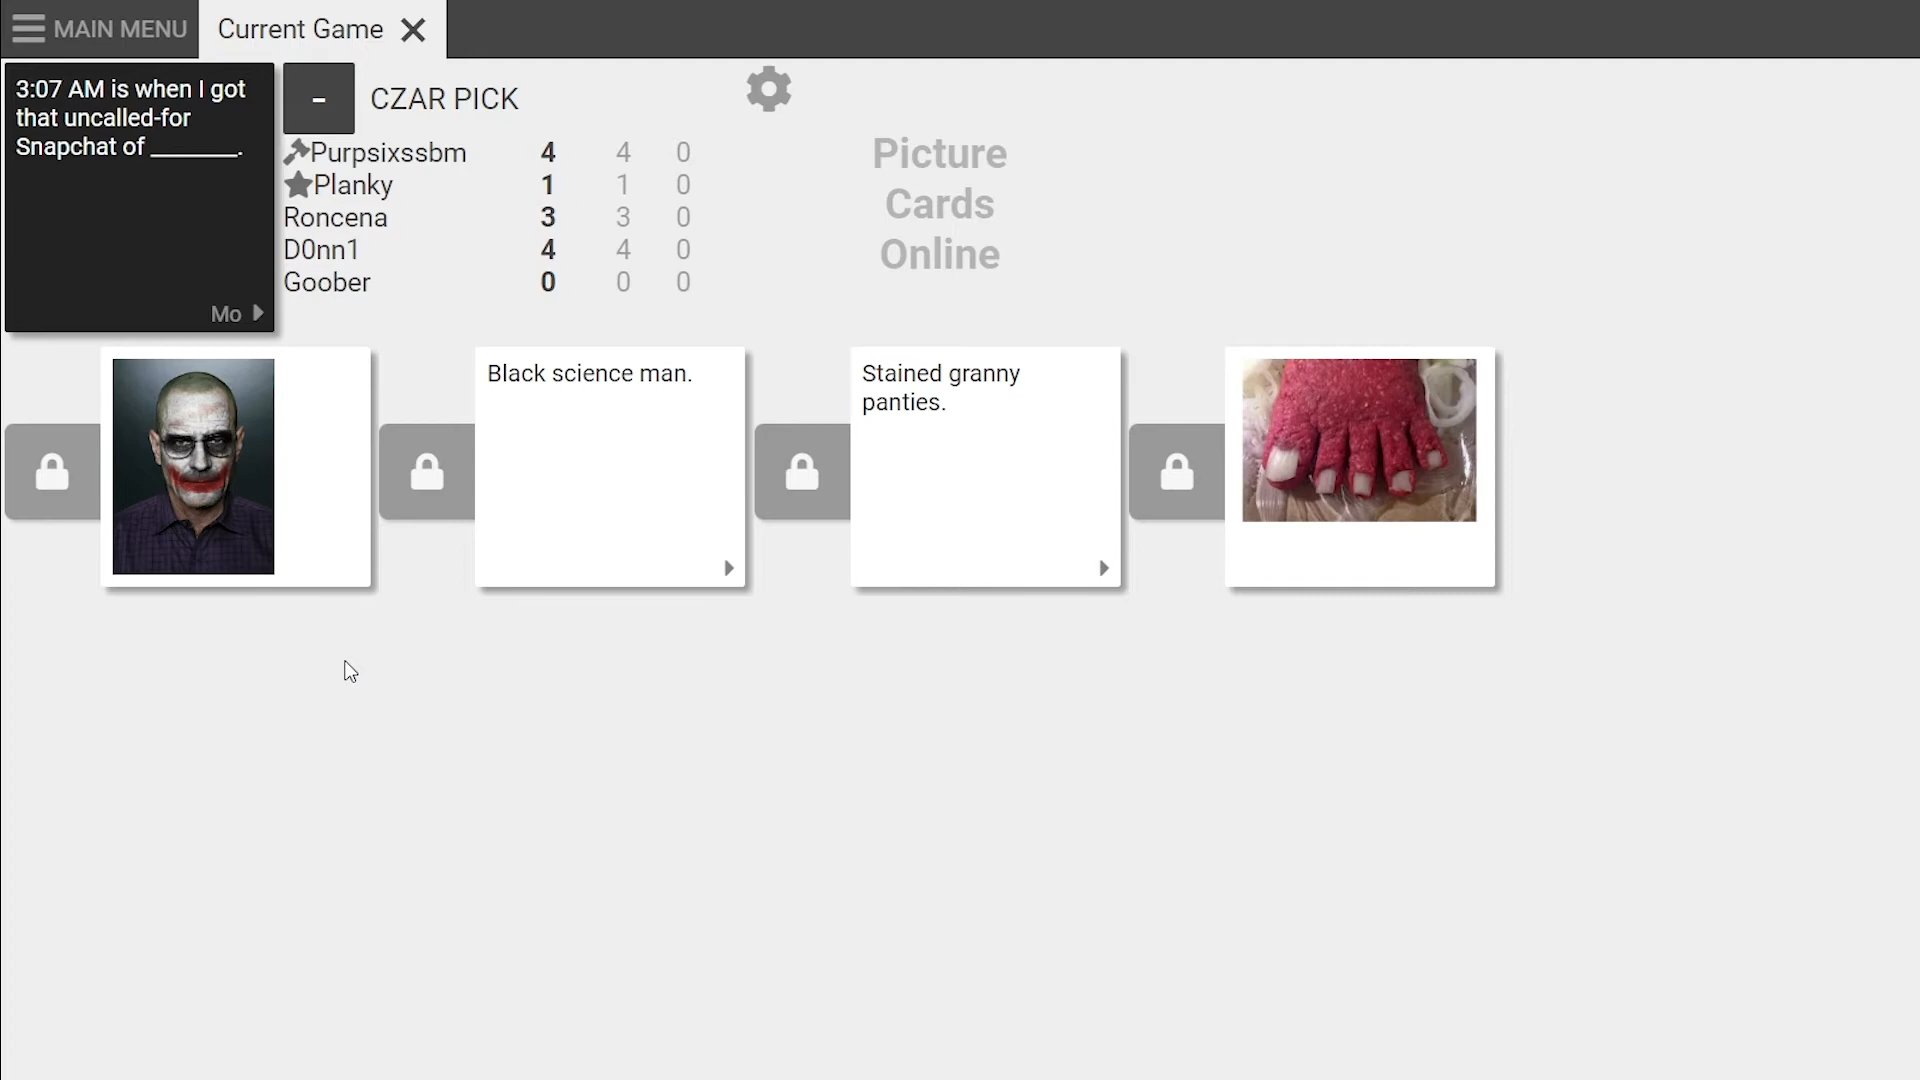 MAIN MENU
Current Game
3:07 AM is when I got
that uncalled-for
Snapchat of _______.
Mo
-
CZAR PICK
Purpsixssbm 4 4 0
Planky 1 1 0
Roncena 3 3 0
D0nn1 4 4 0
Goober 0 0 0
Picture
Cards
Online
Black science man.
Stained granny
panties.